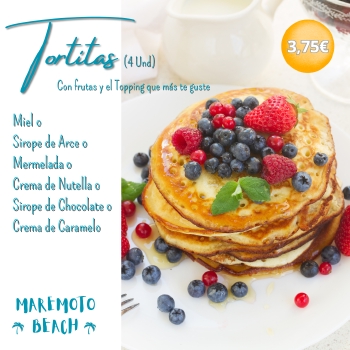 Tortitas (4 Und)
3,75€
Con frutas y el Topping que más te guste
Miel o
Sirope de Arce o
Mermelada o
Crema de Nutella o
Sirope de Chocolate o
Crema de Caramelo
MAREMOTO
BEACH